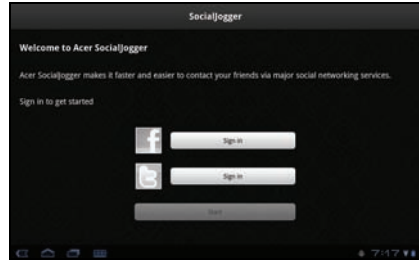 SocialJogger
Welcome to Acer SocialJogger
Acer SocialJogger makes it faster and easier to contact your friends via major social networking services.
Sign in to get started
f
Sign in
t
Sign in
Start
7:17